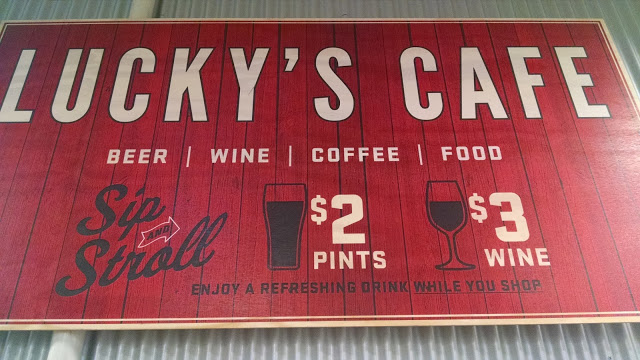 LUCKY'S CAFE
BEER | WINE | COFFEE | FOOD
Sip
AND
Stroll
$2
PINTS
$3
WINE
ENJOY A REFRESHING DRINK WHILE YOU SHOP